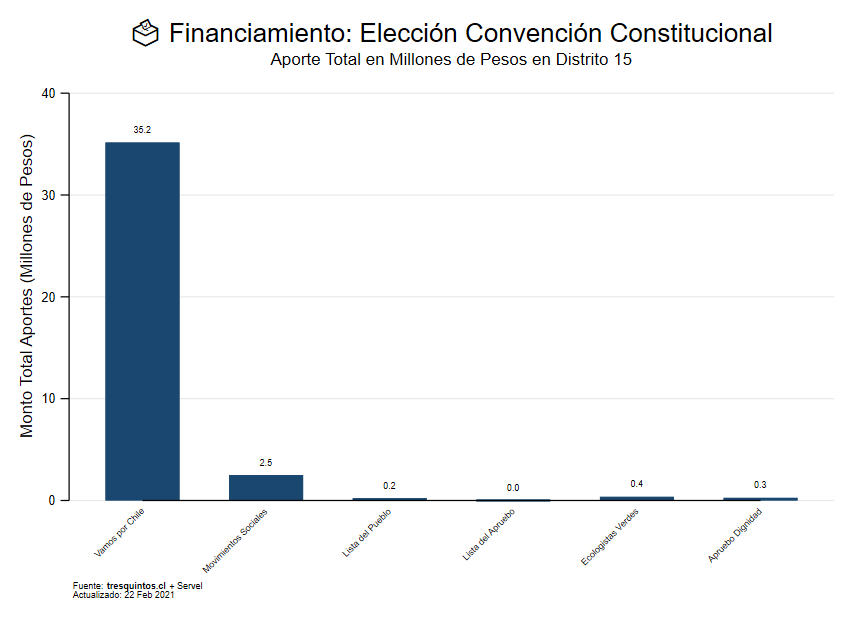 Financiamiento: Elección Convención Constitucional
Aporte Total en Millones de Pesos en Distrito 15
Monto Total Aportes (Millones de Pesos)
40
30
20
10
0
35.2
2.5
0.2
0.0
0.4
0.3
Vamos por Chile
Movimientos Sociales
Lista del Pueblo
Lista del Apruebo
Ecologistas Verdes
Apruebo Dignidad
Fuente: tresquintos.cl + Servel
Actualizado: 22 Feb 2021